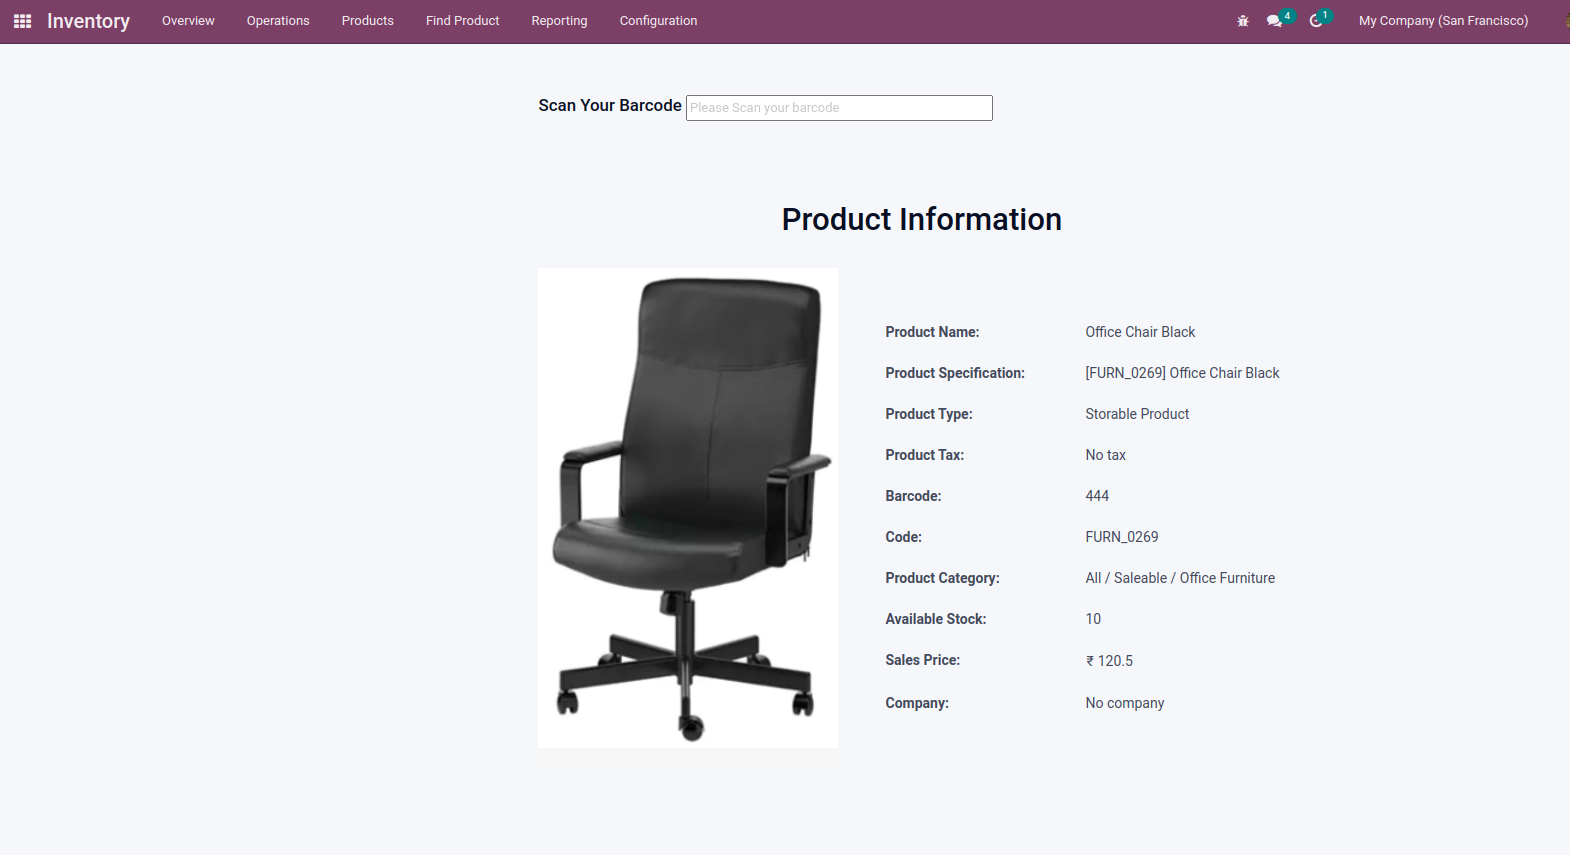 Inventory Overview Operations Products Find Product Reporting Configuration 4 1 My Company (San Francisco)
Scan Your Barcode Please Scan your barcode
Product Information
Product Name: Office Chair Black
Product Specification: [FURN_0269] Office Chair Black
Product Type: Storable Product
Product Tax: No tax
Barcode: 444
Code: FURN_0269
Product Category: All / Saleable / Office Furniture
Available Stock: 10
Sales Price: ₹ 120.5
Company: No company